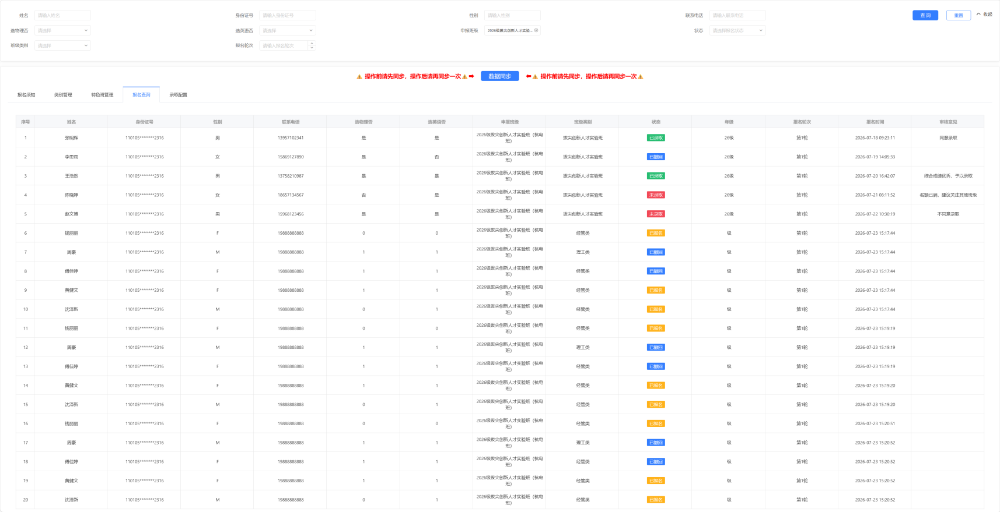 姓名 请输入姓名 身份证号 请输入身份证号 性别 请输入性别 联系电话 请输入联系电话 查 询 重置 收起
选物理否 请选择 选英语否 请选择 申报班级 2026级拔尖创新人才实验... 状态 请选择报名状态
班级类别 请选择 报名轮次 请输入报名轮次
⚠️ 操作前请先同步，操作后请再同步一次⚠️➡ 数据同步 ⬅⚠️ 操作前请先同步，操作后请再同步一次⚠️
报名须知 类别管理 特色班管理 报名查询 录取配置
序号 姓名 身份证号 性别 联系电话 选物理否 选英语否 申报班级 班级类别 状态 年级 报名轮次 报名时间 审核意见
1 张明辉 110105********2316 男 13957102341 是 是 2026级拔尖创新人才实验班（杭电班） 拔尖创新人才实验班 已录取 26级 第1轮 2026-07-18 09:23:11 同意录取
2 李思雨 110105********2316 女 15869127890 是 否 2026级拔尖创新人才实验班（杭电班） 拔尖创新人才实验班 已撤回 26级 第1轮 2026-07-19 14:05:33
3 王浩然 110105********2316 男 13758210987 是 是 2026级拔尖创新人才实验班（杭电班） 拔尖创新人才实验班 已录取 26级 第1轮 2026-07-20 16:42:07 综合成绩优秀，予以录取
4 陈晓婷 110105********2316 女 18657134567 否 是 2026级拔尖创新人才实验班（杭电班） 拔尖创新人才实验班 未录取 26级 第1轮 2026-07-21 08:11:52 名额已满，建议关注其他班级
5 赵文博 110105********2316 男 15968123456 是 是 2026级拔尖创新人才实验班（杭电班） 拔尖创新人才实验班 未录取 26级 第1轮 2026-07-22 10:30:19 不同意录取
6 钱丽丽 110105********2316 F 19888888888 0 0 2026级拔尖创新人才实验班（杭电班） 经管类 已报名 级 第1轮 2026-07-23 15:17:44
7 周豪 110105********2316 M 19888888888 1 1 2026级拔尖创新人才实验班（杭电班） 理工类 已撤回 级 第1轮 2026-07-23 15:17:44
8 傅佳婷 110105********2316 F 19888888888 1 1 2026级拔尖创新人才实验班（杭电班） 经管类 已撤回 级 第1轮 2026-07-23 15:17:44
9 黄健文 110105********2316 F 19888888888 1 1 2026级拔尖创新人才实验班（杭电班） 经管类 已报名 级 第1轮 2026-07-23 15:17:44
10 沈泽新 110105********2316 M 19888888888 0 1 2026级拔尖创新人才实验班（杭电班） 经管类 已报名 级 第1轮 2026-07-23 15:17:44
11 钱丽丽 110105********2316 F 19888888888 0 0 2026级拔尖创新人才实验班（杭电班） 经管类 已报名 级 第1轮 2026-07-23 15:19:19
12 周豪 110105********2316 M 19888888888 1 1 2026级拔尖创新人才实验班（杭电班） 理工类 已撤回 级 第1轮 2026-07-23 15:19:19
13 傅佳婷 110105********2316 F 19888888888 1 1 2026级拔尖创新人才实验班（杭电班） 经管类 已撤回 级 第1轮 2026-07-23 15:19:19
14 黄健文 110105********2316 F 19888888888 1 1 2026级拔尖创新人才实验班（杭电班） 经管类 已报名 级 第1轮 2026-07-23 15:19:20
15 沈泽新 110105********2316 M 19888888888 0 1 2026级拔尖创新人才实验班（杭电班） 经管类 已报名 级 第1轮 2026-07-23 15:19:20
16 钱丽丽 110105********2316 F 19888888888 0 0 2026级拔尖创新人才实验班（杭电班） 经管类 已报名 级 第1轮 2026-07-23 15:20:51
17 周豪 110105********2316 M 19888888888 1 1 2026级拔尖创新人才实验班（杭电班） 理工类 已撤回 级 第1轮 2026-07-23 15:20:52
18 傅佳婷 110105********2316 F 19888888888 1 1 2026级拔尖创新人才实验班（杭电班） 经管类 已撤回 级 第1轮 2026-07-23 15:20:52
19 黄健文 110105********2316 F 19888888888 1 1 2026级拔尖创新人才实验班（杭电班） 经管类 已报名 级 第1轮 2026-07-23 15:20:52
20 沈泽新 110105********2316 M 19888888888 0 1 2026级拔尖创新人才实验班（杭电班） 经管类 已报名 级 第1轮 2026-07-23 15:20:52